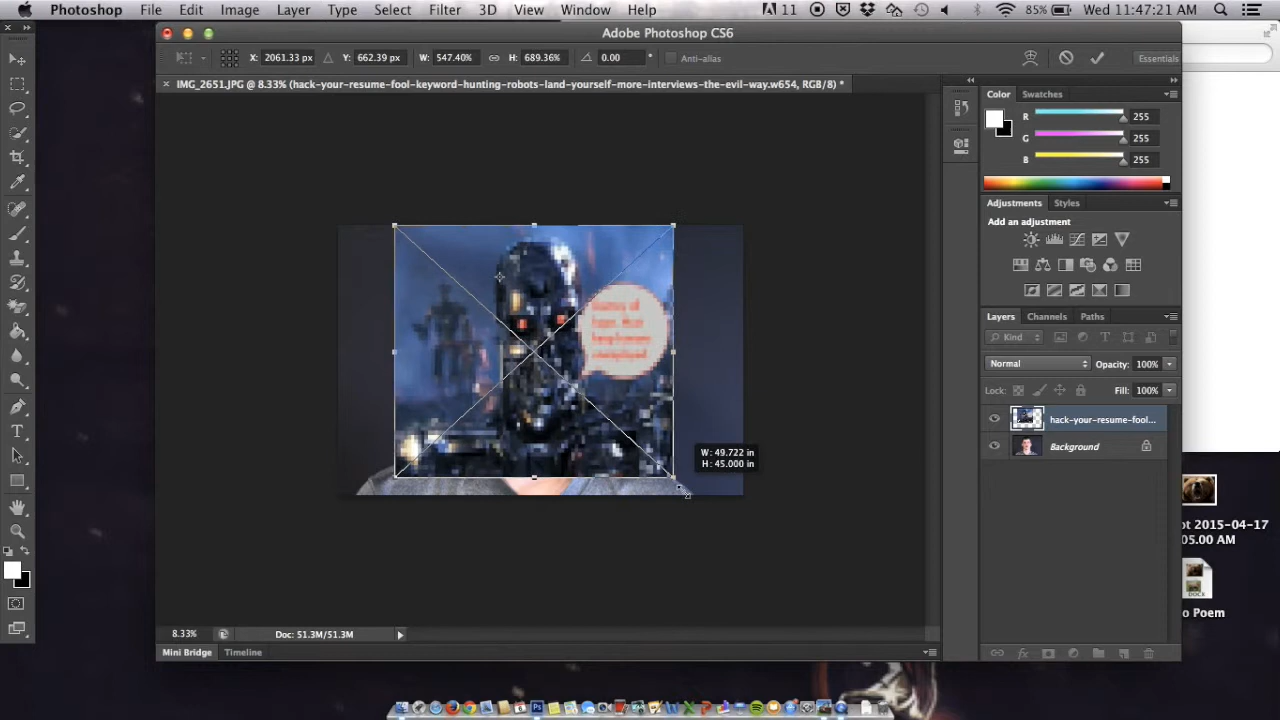 Photoshop File Edit Image Layer Type Select Filter 3D View Window Help 11 85% Wed 11:47:21 AM
Adobe Photoshop CS6
X: 2061.33 px Y: 662.39 px W: 547.40% H: 689.36% 0.00 ° Anti-alias Essentials
× IMG_2651.JPG @ 8.33% (hack-your-resume-fool-keyword-hunting-robots-land-yourself-more-interviews-the-evil-way.w654, RGB/8) *
Color Swatches
R 255
G 255
B 255
Adjustments Styles
Add an adjustment
Layers Channels Paths
Kind
Normal Opacity: 100%
Lock: Fill: 100%
hack-your-resume-fool...
Background
W: 49.722 in
H: 45.000 in
ot 2015-04-17
05.00 AM
DOCX
o Poem
8.33% Doc: 51.3M/51.3M
Mini Bridge Timeline